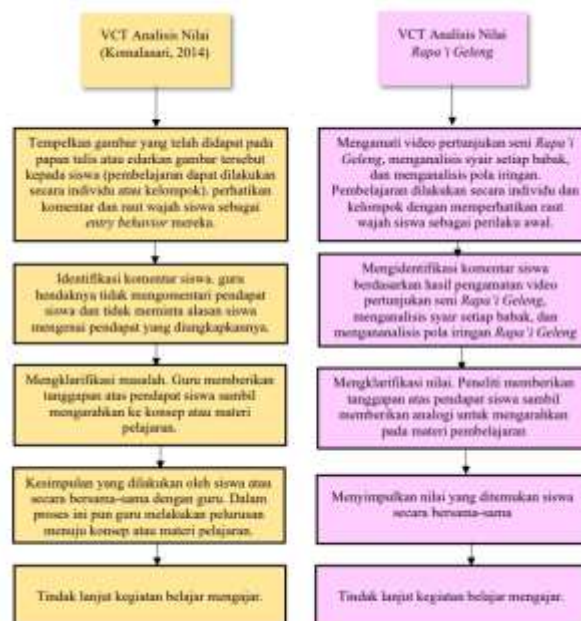 VCT Analisis Nilai
(Komalasari, 2014)
Tempelkan gambar yang telah didapat pada
papan tulis atau edarkan gambar tersebut
kepada siswa (pembelajaran dapat dilakukan
secara individu atau kelompok). perhatikan
komentar dan raut wajah siswa sebagai
entry behavior mereka.
Identifikasi komentar siswa. guru
hendaknya tidak mengomentari pendapat
siswa dan tidak meminta alasan siswa
mengenai pendapat yang diungkapkannya.
Mengklarifikasi masalah. Guru memberikan
tanggapan atas pendapat siswa sambil
mengarahkan ke konsep atau materi
pelajaran.
Kesimpulan yang dilakukan oleh siswa atau
secara bersama-sama dengan guru. Dalam
proses ini pun guru melakukan pelurusan
menuju konsep atau materi pelajaran.
Tindak lanjut kegiatan belajar mengajar.
VCT Analisis Nilai
Rapa'i Geleng
Mengamati video pertunjukan seni Rapa'i
Geleng, menganalisis syair setiap babak,
dan menganalisis pola iringan.
Pembelajaran dilakukan secara individu dan
kelompok dengan memperhatikan raut
wajah siswa sebagai perilaku awal.
Mengidentifikasi komentar siswa
berdasarkan hasil pengamatan video
pertunjukan seni Rapa'i Geleng,
menganalisis syair setiap babak, dan
mengananalisis pola iringan Rapa'i Geleng
Mengklarifikasi nilai. Peneliti memberikan
tanggapan atas pendapat siswa sambil
memberikan analogi untuk mengarahkan
pada materi pembelajaran
Menyimpulkan nilai yang ditemukan siswa
secara bersama-sama
Tindak lanjut kegiatan belajar mengajar.